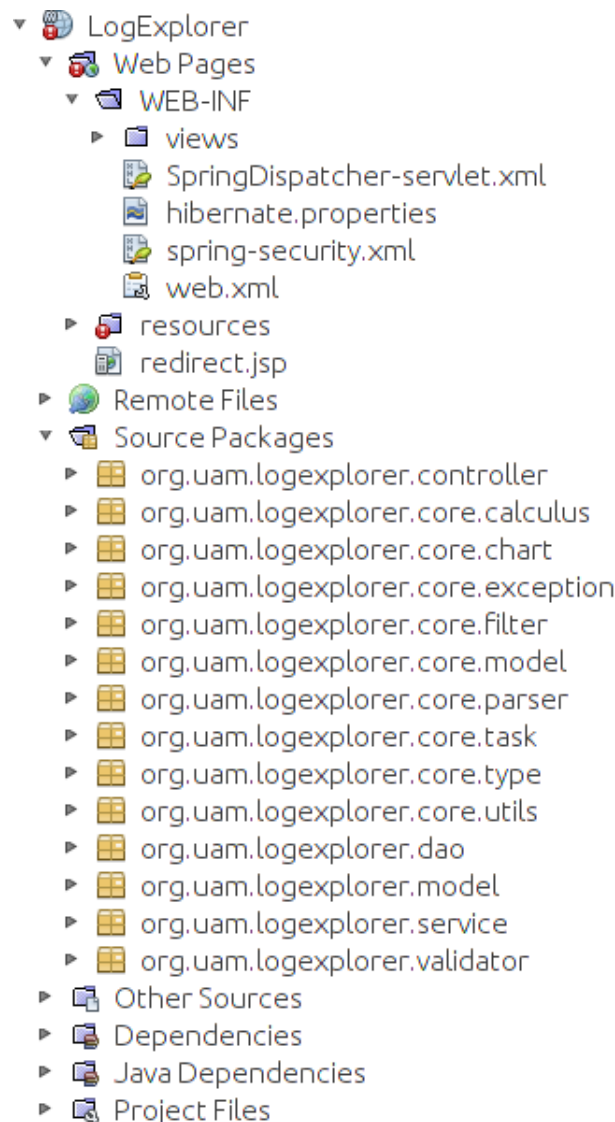 LogExplorer
Web Pages
WEB-INF
views
SpringDispatcher-servlet.xml
hibernate.properties
spring-security.xml
web.xml
resources
redirect.jsp
Remote Files
Source Packages
org.uam.logexplorer.controller
org.uam.logexplorer.core.calculus
org.uam.logexplorer.core.chart
org.uam.logexplorer.core.exception
org.uam.logexplorer.core.filter
org.uam.logexplorer.core.model
org.uam.logexplorer.core.parser
org.uam.logexplorer.core.task
org.uam.logexplorer.core.type
org.uam.logexplorer.core.utils
org.uam.logexplorer.dao
org.uam.logexplorer.model
org.uam.logexplorer.service
org.uam.logexplorer.validator
Other Sources
Dependencies
Java Dependencies
Project Files